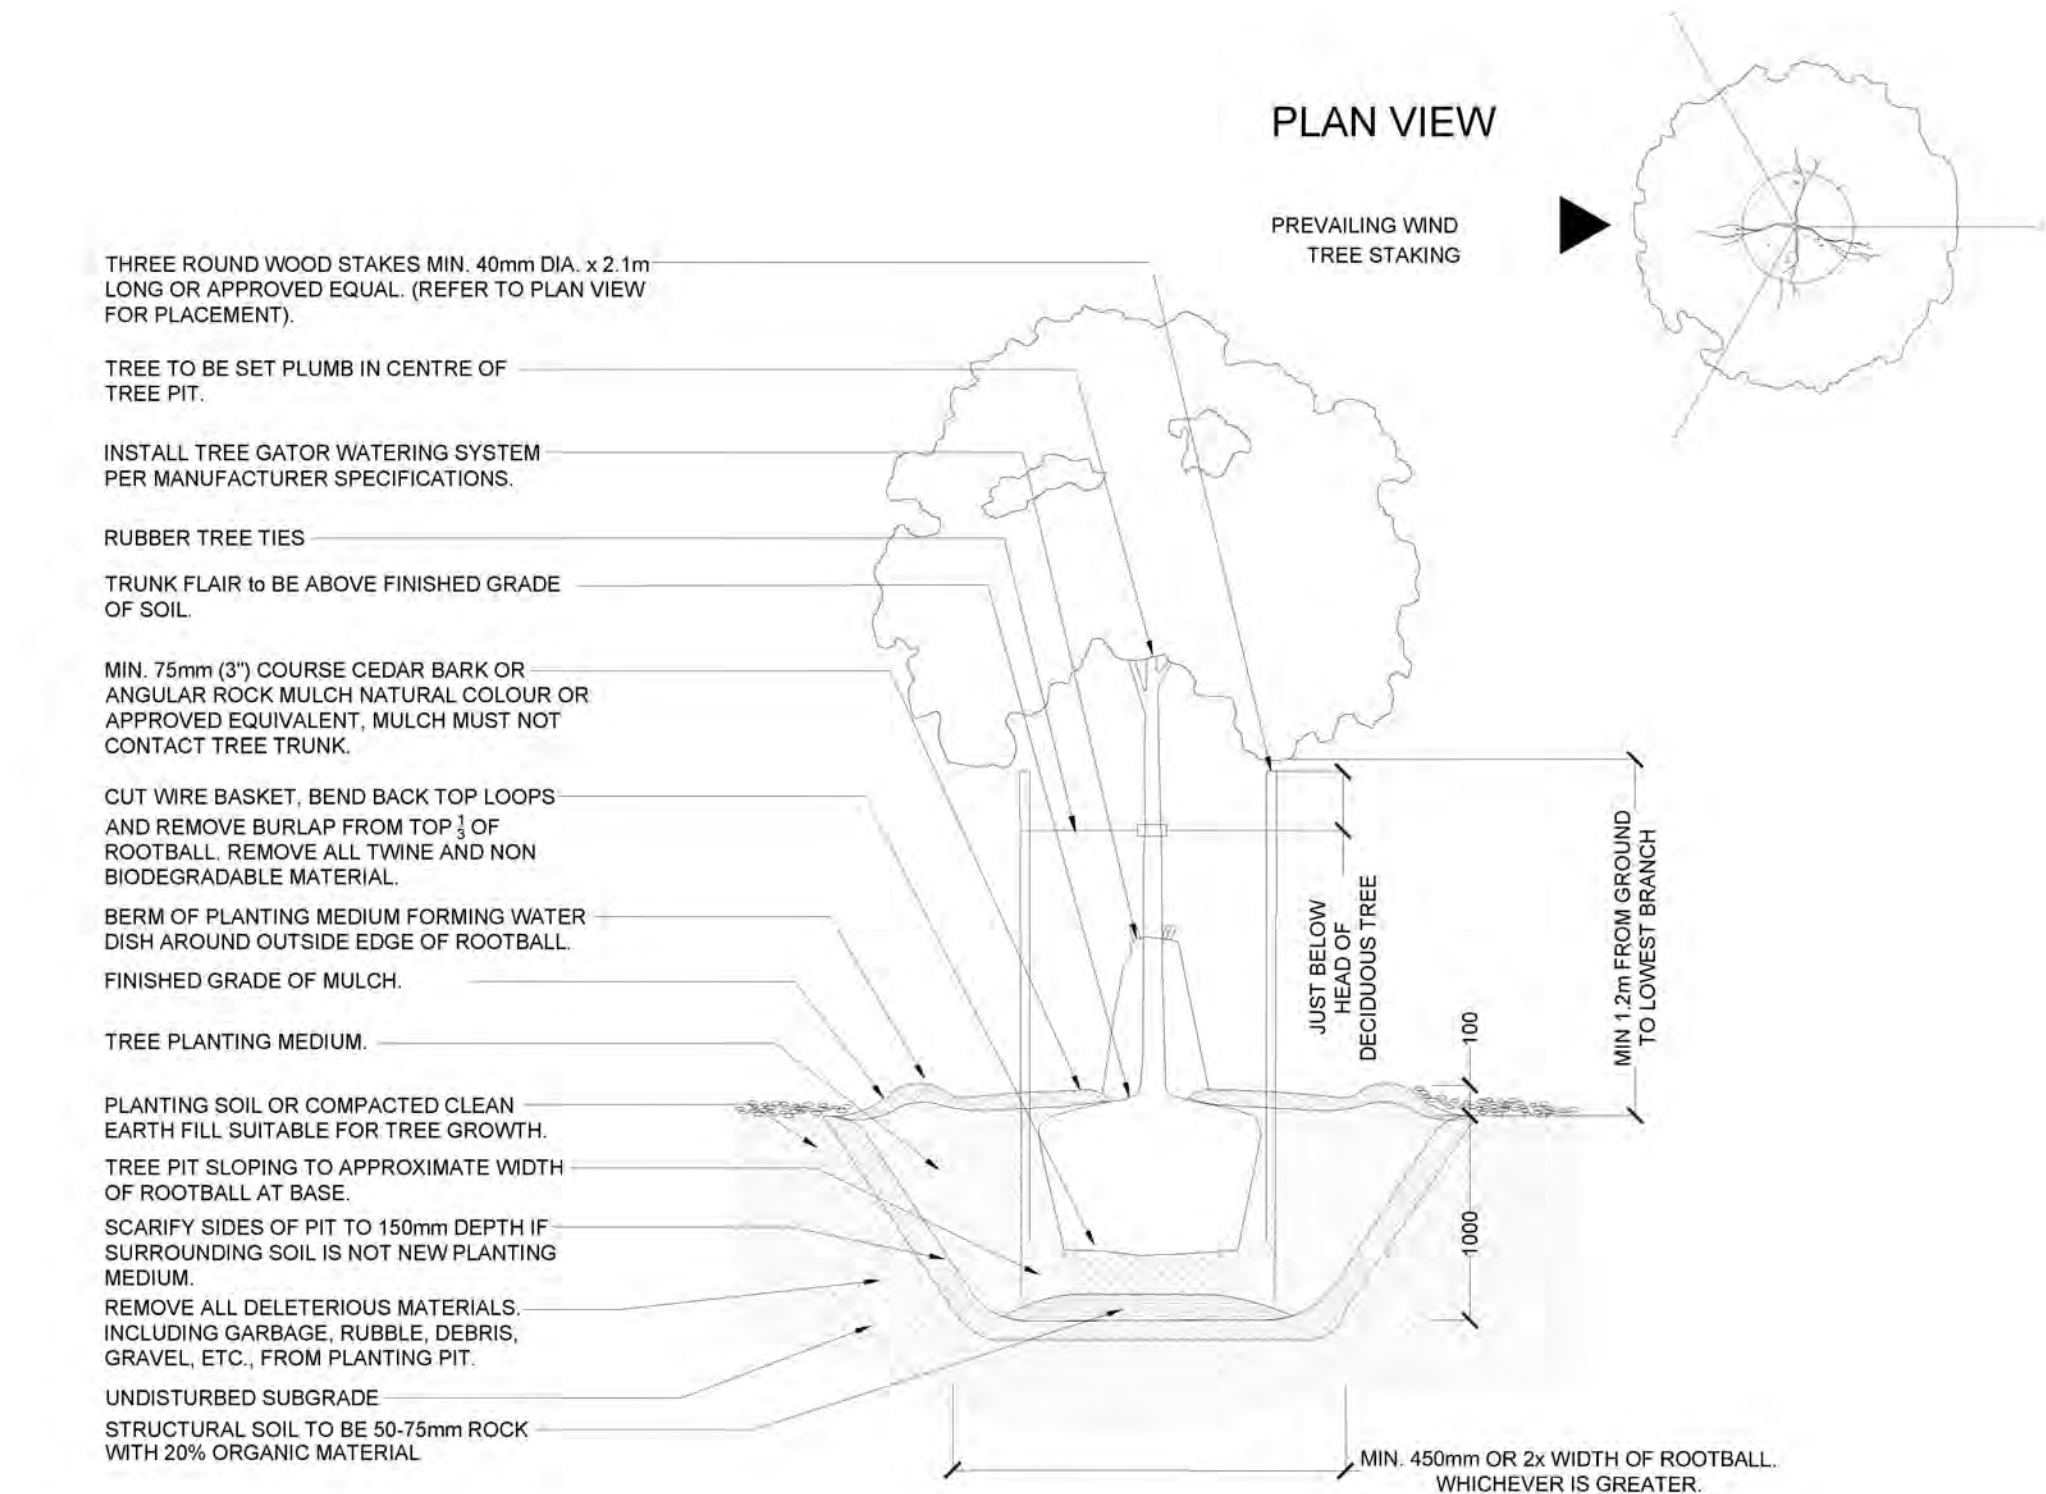 PLAN VIEW
PREVAILING WIND
TREE STAKING
THREE ROUND WOOD STAKES MIN. 40mm DIA. x 2.1m
LONG OR APPROVED EQUAL. (REFER TO PLAN VIEW
FOR PLACEMENT).
TREE TO BE SET PLUMB IN CENTRE OF
TREE PIT.
INSTALL TREE GATOR WATERING SYSTEM
PER MANUFACTURER SPECIFICATIONS.
RUBBER TREE TIES
TRUNK FLAIR to BE ABOVE FINISHED GRADE
OF SOIL.
MIN. 75mm (3") COURSE CEDAR BARK OR
ANGULAR ROCK MULCH NATURAL COLOUR OR
APPROVED EQUIVALENT, MULCH MUST NOT
CONTACT TREE TRUNK.
CUT WIRE BASKET, BEND BACK TOP LOOPS
AND REMOVE BURLAP FROM TOP 1/3 OF
ROOTBALL. REMOVE ALL TWINE AND NON
BIODEGRADABLE MATERIAL.
BERM OF PLANTING MEDIUM FORMING WATER
DISH AROUND OUTSIDE EDGE OF ROOTBALL.
FINISHED GRADE OF MULCH.
TREE PLANTING MEDIUM.
PLANTING SOIL OR COMPACTED CLEAN
EARTH FILL SUITABLE FOR TREE GROWTH.
TREE PIT SLOPING TO APPROXIMATE WIDTH
OF ROOTBALL AT BASE.
SCARIFY SIDES OF PIT TO 150mm DEPTH IF
SURROUNDING SOIL IS NOT NEW PLANTING
MEDIUM.
REMOVE ALL DELETERIOUS MATERIALS.
INCLUDING GARBAGE, RUBBLE, DEBRIS,
GRAVEL, ETC., FROM PLANTING PIT.
UNDISTURBED SUBGRADE
STRUCTURAL SOIL TO BE 50-75mm ROCK
WITH 20% ORGANIC MATERIAL
JUST BELOW
HEAD OF
DECIDUOUS TREE
100
1000
MIN 1.2m FROM GROUND
TO LOWEST BRANCH
MIN. 450mm OR 2x WIDTH OF ROOTBALL.
WHICHEVER IS GREATER.